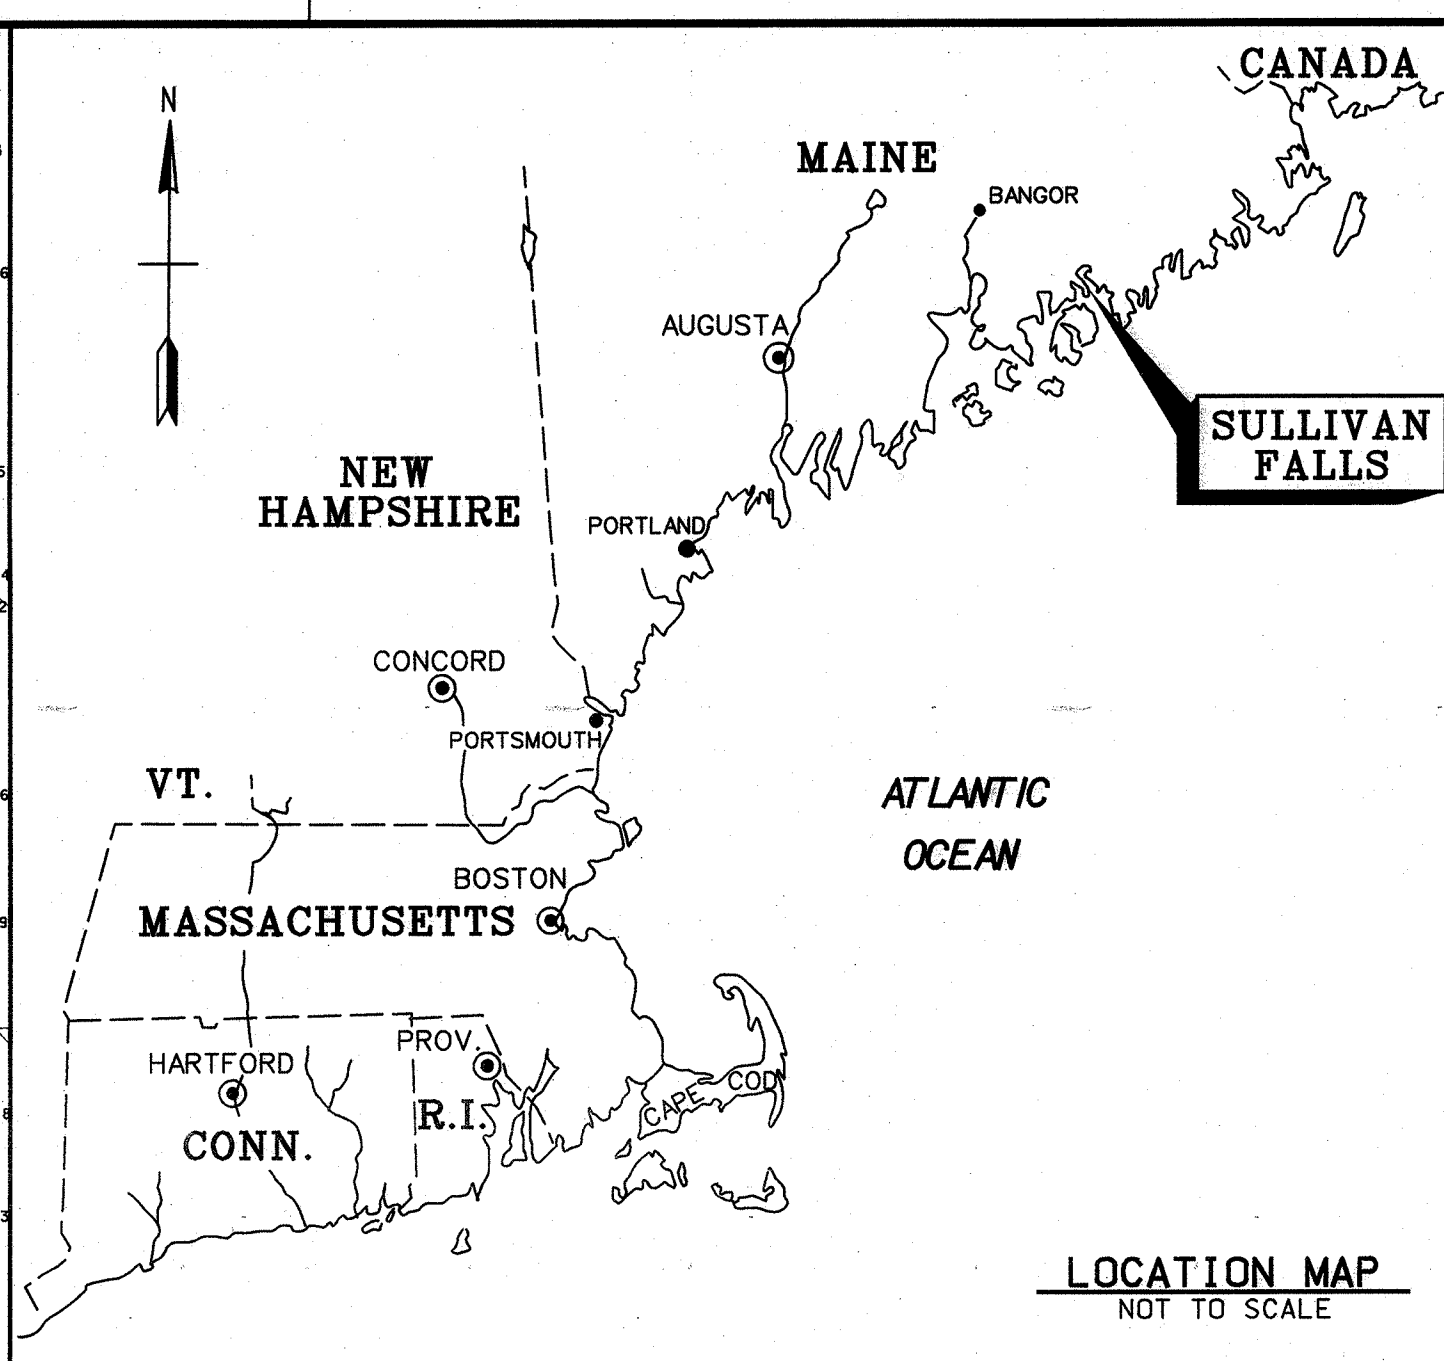 CANADA
N
MAINE
BANGOR
AUGUSTA
SULLIVAN
FALLS
NEW
HAMPSHIRE
PORTLAND
CONCORD
PORTSMOUTH
VT.
ATLANTIC
OCEAN
BOSTON
MASSACHUSETTS
PROV.
HARTFORD
COD
CAPE
R.I.
CONN.
LOCATION MAP
NOT TO SCALE